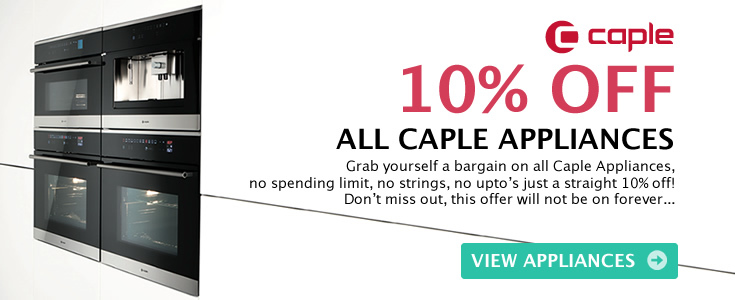 caple
10% OFF
ALL CAPLE APPLIANCES
Grab yourself a bargain on all Caple Appliances,
no spending limit, no strings, no upto's just a straight 10% off!
Don't miss out, this offer will not be on forever...
VIEW APPLIANCES